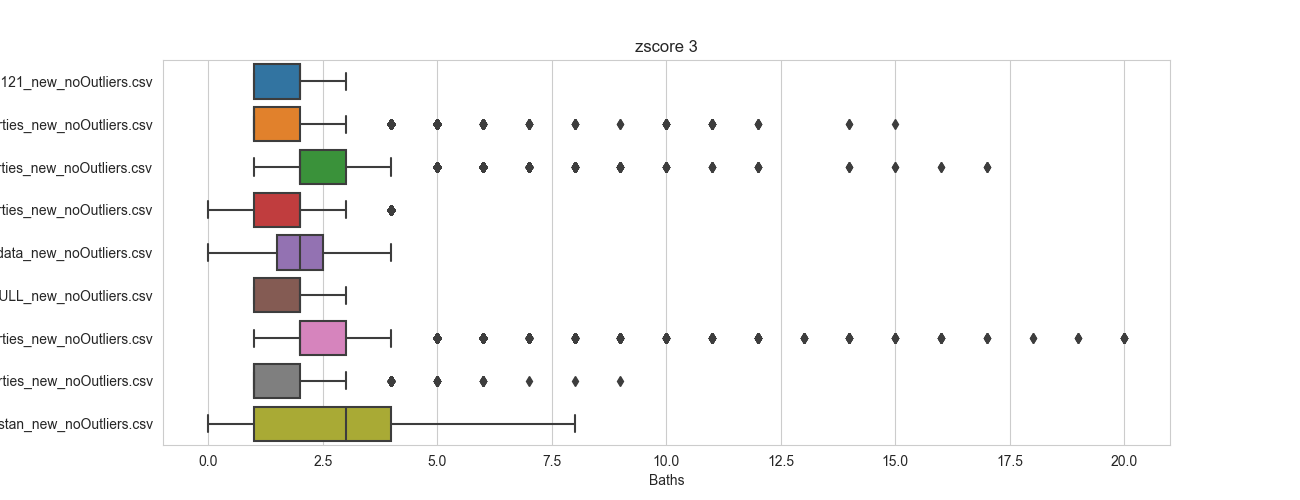 zscore 3
121_new_noOutliers.csv
rties_new_noOutliers.csv
rties_new_noOutliers.csv
rties_new_noOutliers.csv
data_new_noOutliers.csv
ULL_new_noOutliers.csv
rties_new_noOutliers.csv
rties_new_noOutliers.csv
stan_new_noOutliers.csv
0.0 2.5 5.0 7.5 10.0 12.5 15.0 17.5 20.0
Baths